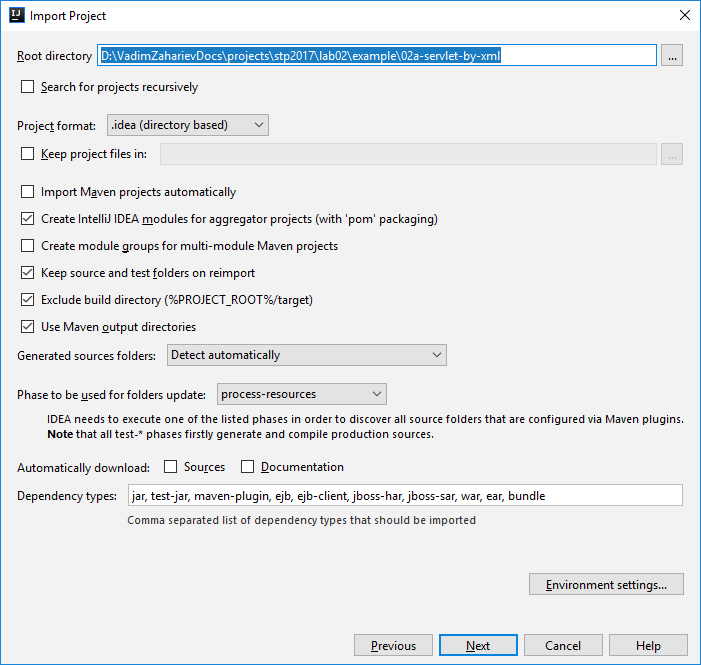 IJ Import Project
Root directory D:\VadimZaharievDocs\projects\stp2017\lab02\example\02a-servlet-by-xml ...
Search for projects recursively
Project format: .idea (directory based)
Keep project files in: ...
Import Maven projects automatically
Create IntelliJ IDEA modules for aggregator projects (with 'pom' packaging)
Create module groups for multi-module Maven projects
Keep source and test folders on reimport
Exclude build directory (%PROJECT_ROOT%/target)
Use Maven output directories
Generated sources folders: Detect automatically
Phase to be used for folders update: process-resources
IDEA needs to execute one of the listed phases in order to discover all source folders that are configured via Maven plugins.
Note that all test-* phases firstly generate and compile production sources.
Automatically download: Sources Documentation
Dependency types: jar, test-jar, maven-plugin, ejb, ejb-client, jboss-har, jboss-sar, war, ear, bundle
Comma separated list of dependency types that should be imported
Environment settings...
Previous Next Cancel Help